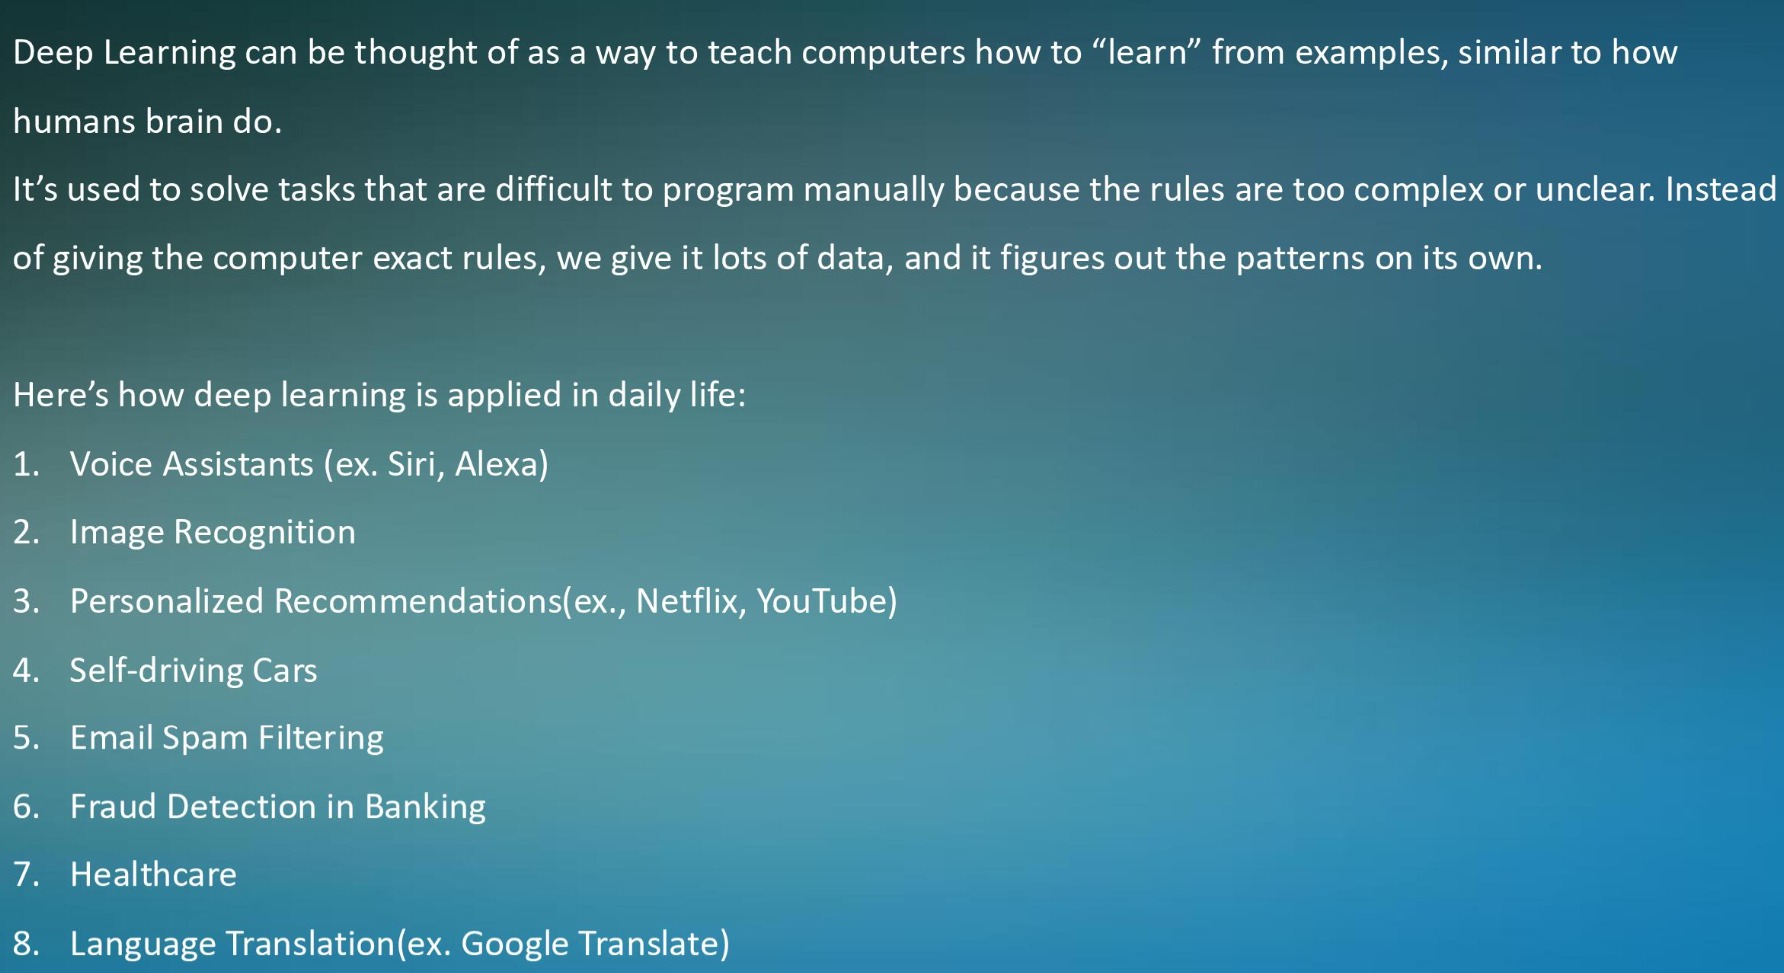 Deep Learning can be thought of as a way to teach computers how to “learn” from examples, similar to how
humans brain do.
It’s used to solve tasks that are difficult to program manually because the rules are too complex or unclear. Instead
of giving the computer exact rules, we give it lots of data, and it figures out the patterns on its own.
Here’s how deep learning is applied in daily life:
1. Voice Assistants (ex. Siri, Alexa)
2. Image Recognition
3. Personalized Recommendations(ex., Netflix, YouTube)
4. Self-driving Cars
5. Email Spam Filtering
6. Fraud Detection in Banking
7. Healthcare
8. Language Translation(ex. Google Translate)